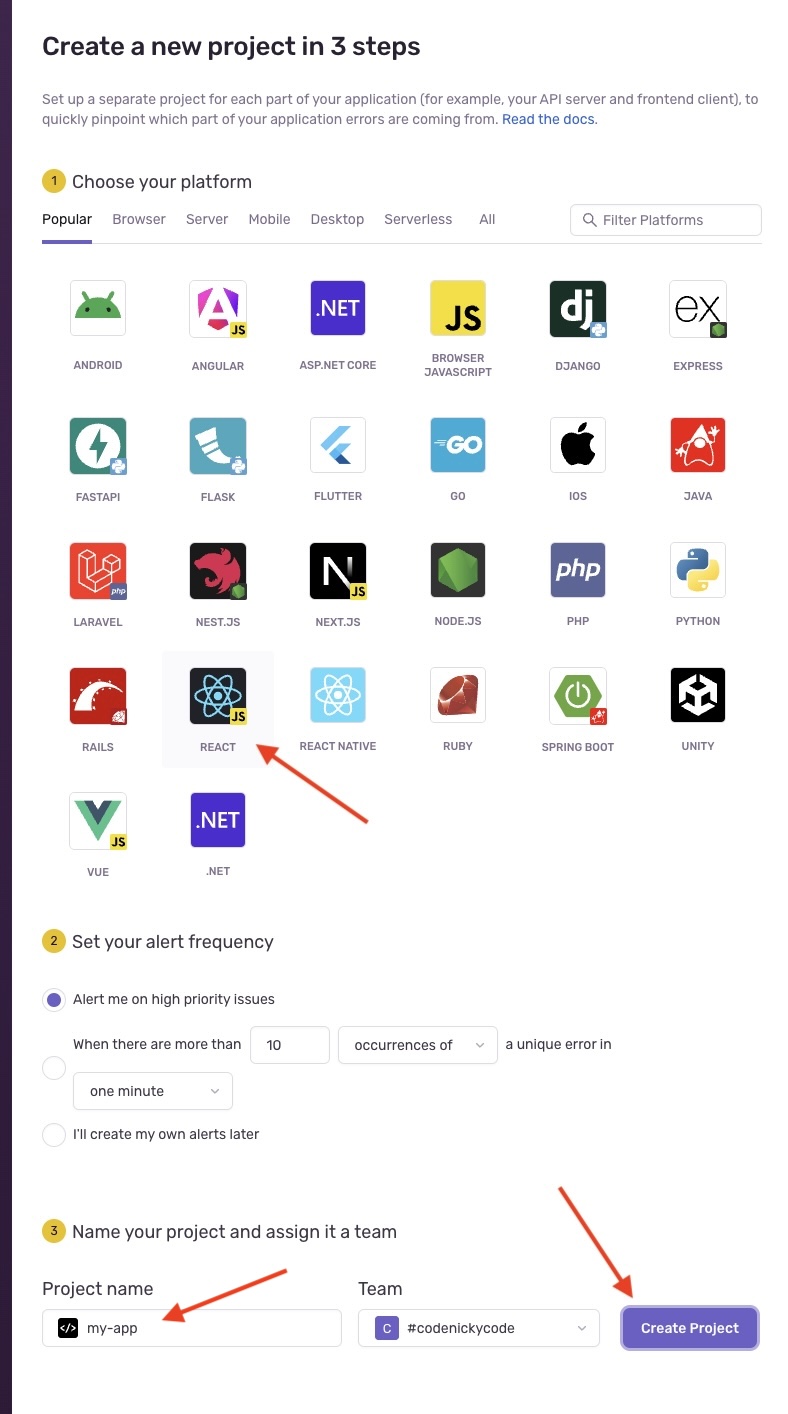 Create a new project in 3 steps
Set up a separate project for each part of your application (for example, your API server and frontend client), to
quickly pinpoint which part of your application errors are coming from. Read the docs.
1 Choose your platform
Popular Browser Server Mobile Desktop Serverless All Filter Platforms
JS
.NET
JS
dj
ex
ANDROID ANGULAR ASP.NET CORE BROWSER JAVASCRIPT DJANGO EXPRESS
GO
FASTAPI FLASK FLUTTER GO IOS JAVA
php
N JS
php
LARAVEL NEST.JS NEXT.JS NODE.JS PHP PYTHON
JS
RAILS REACT REACT NATIVE RUBY SPRING BOOT UNITY
JS
.NET
VUE .NET
2 Set your alert frequency
Alert me on high priority issues
When there are more than 10 occurrences of a unique error in
one minute
I'll create my own alerts later
3 Name your project and assign it a team
Project name Team
</> my-app C #codenickycode Create Project